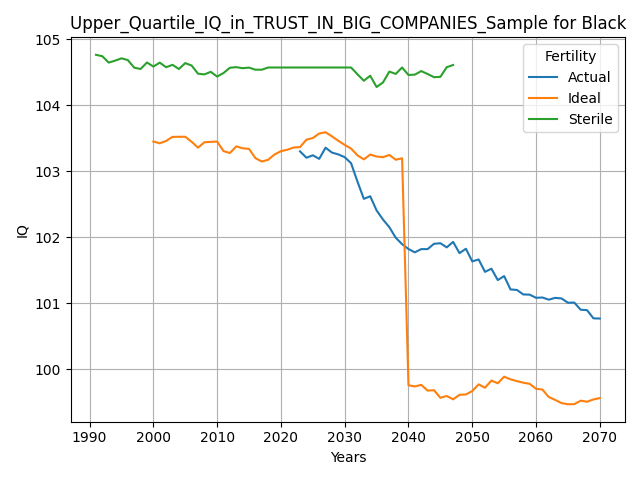 Upper_Quartile_IQ_in_TRUST_IN_BIG_COMPANIES_Sample for Black
Fertility
Actual
Ideal
Sterile
105
104
103
102
101
100
IQ
1990 2000 2010 2020 2030 2040 2050 2060 2070
Years